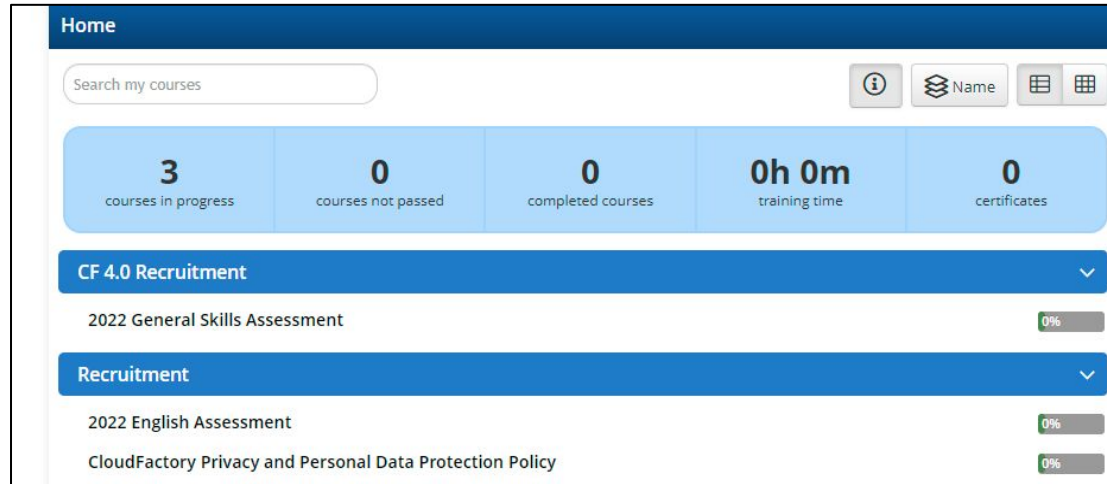 Home
Search my courses
Name
3 0 0 0h 0m 0
courses in progress courses not passed completed courses training time certificates
CF 4.0 Recruitment
2022 General Skills Assessment 0%
Recruitment
2022 English Assessment 0%
CloudFactory Privacy and Personal Data Protection Policy 0%